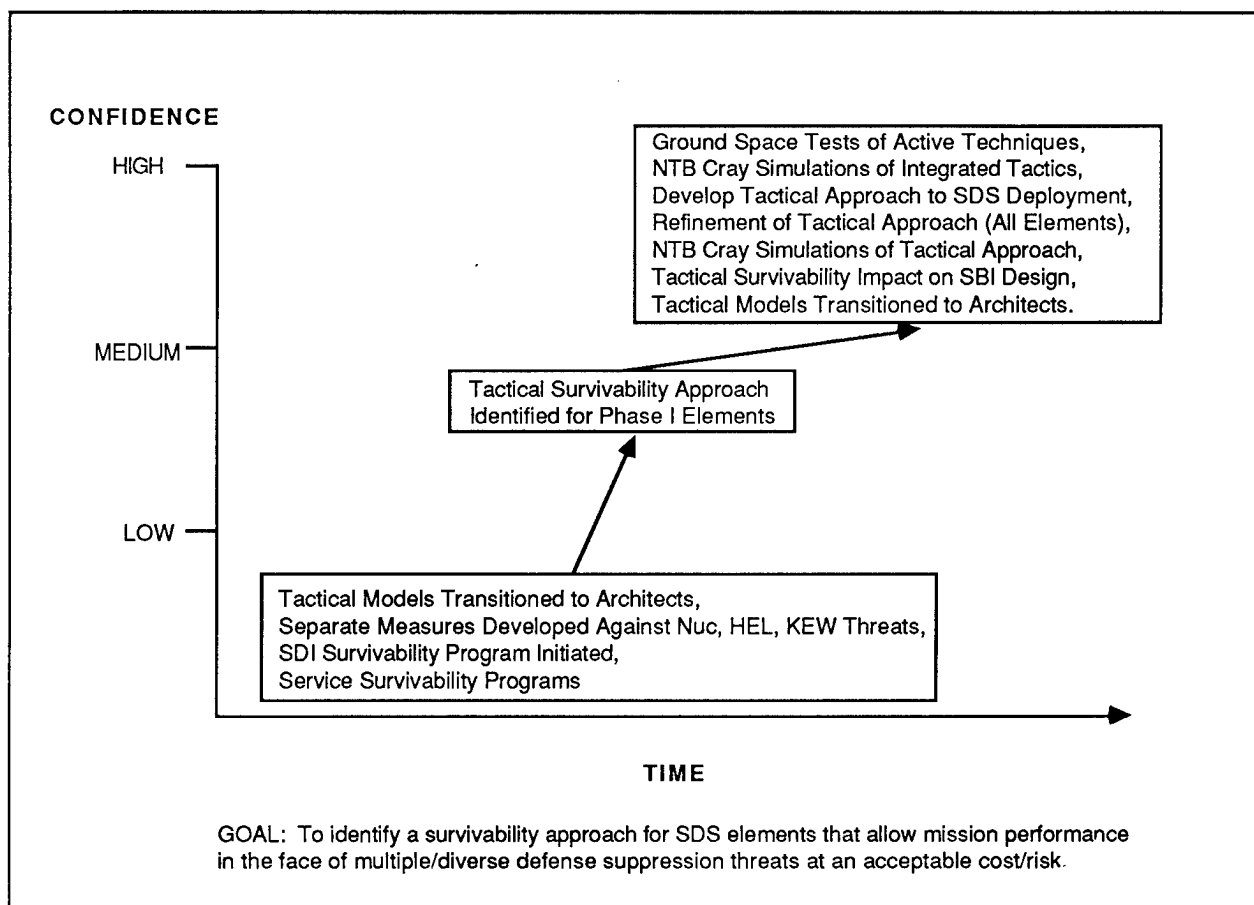 CONFIDENCE
HIGH
Ground Space Tests of Active Techniques,
NTB Cray Simulations of Integrated Tactics,
Develop Tactical Approach to SDS Deployment,
Refinement of Tactical Approach (All Elements),
NTB Cray Simulations of Tactical Approach,
Tactical Survivability Impact on SBI Design,
Tactical Models Transitioned to Architects.
MEDIUM
Tactical Survivability Approach
Identified for Phase I Elements
LOW
Tactical Models Transitioned to Architects,
Separate Measures Developed Against Nuc, HEL, KEW Threats,
SDI Survivability Program Initiated,
Service Survivability Programs
TIME
GOAL: To identify a survivability approach for SDS elements that allow mission performance
in the face of multiple/diverse defense suppression threats at an acceptable cost/risk.